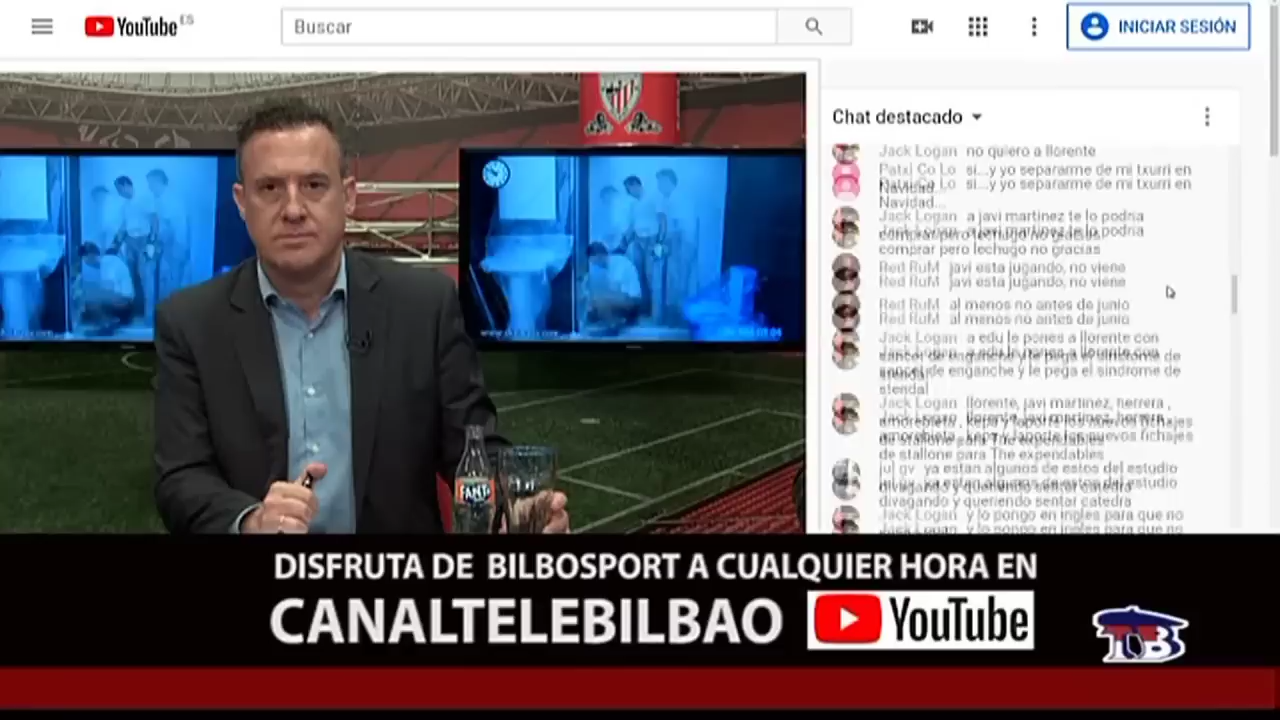 YouTube ES
Buscar
INICIAR SESIÓN
Chat destacado
Jack Logan no quiero a llorente
Patxi Co Lo si...y yo separarme de mi txurri en
Navidad...
Jack Logan a javi martinez te lo podria
comprar pero lechugo no gracias
Red RuM javi esta jugando, no viene
Red RuM al menos no antes de junio
Jack Logan a edu le pones a llorente con
sancet de enganche y le pega el sindrome de
stendal
Jack Logan llorente, javi martinez, herrera ,
amorebieta , kepa y laporte los nuevos fichajes
de stallone para The expendables
jul gv ya estan algunos de estos del estudio
divagando y queriendo sentar catedra
Jack Logan y lo pongo en ingles para que no
FANTA
DISFRUTA DE BILBOSPORT A CUALQUIER HORA EN
CANALTELEBILBAO YouTube
TB